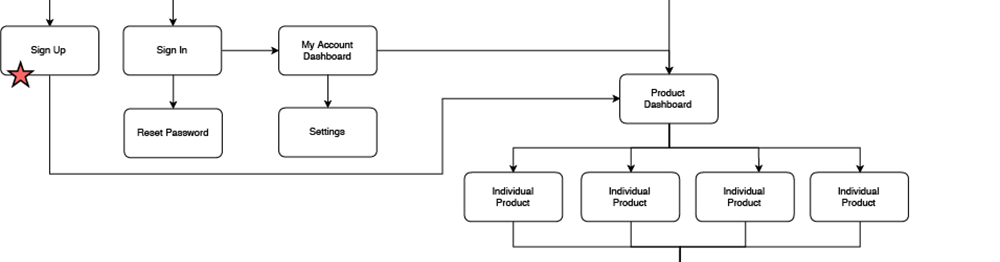 Sign Up
Sign In
My Account
Dashboard
Product
Dashboard
Reset Password
Settings
Individual
Product
Individual
Product
Individual
Product
Individual
Product